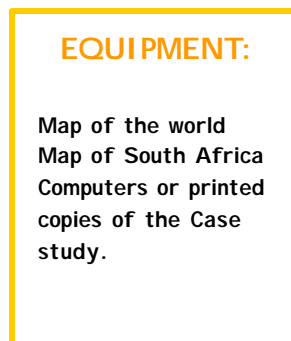 EQUIPMENT:
Map of the world
Map of South Africa
Computers or printed
copies of the Case
study.